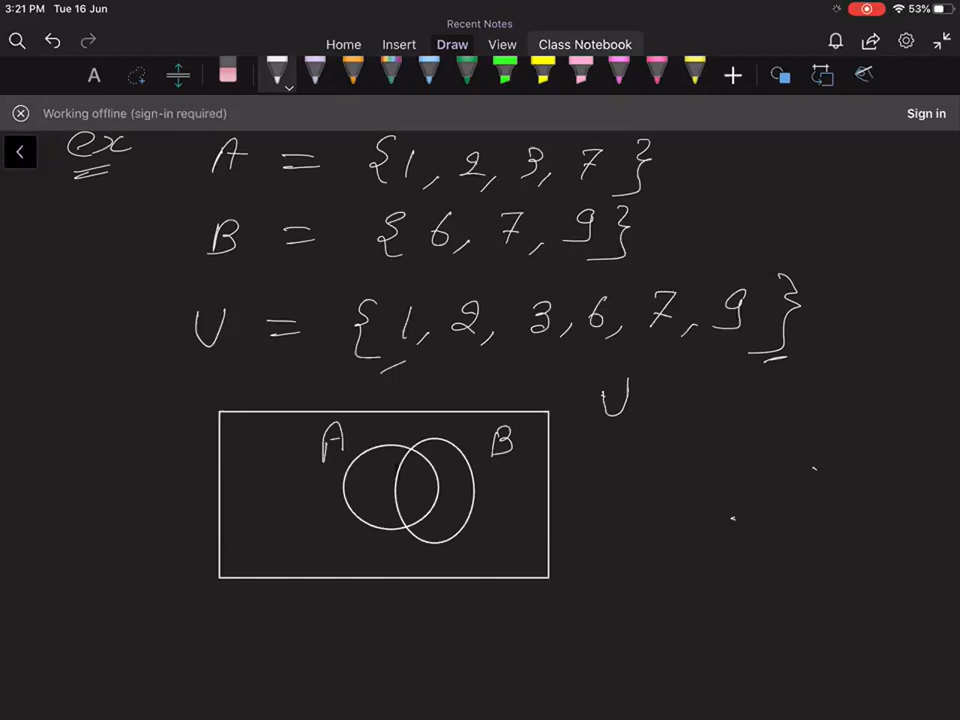 3:21 PM Tue 16 Jun 53%
Recent Notes
Home Insert Draw View Class Notebook
A
Working offline (sign-in required) Sign in
ex A = {1, 2, 3, 7}
B = {6, 7, 9}
U = {1, 2, 3, 6, 7, 9}
U
A B